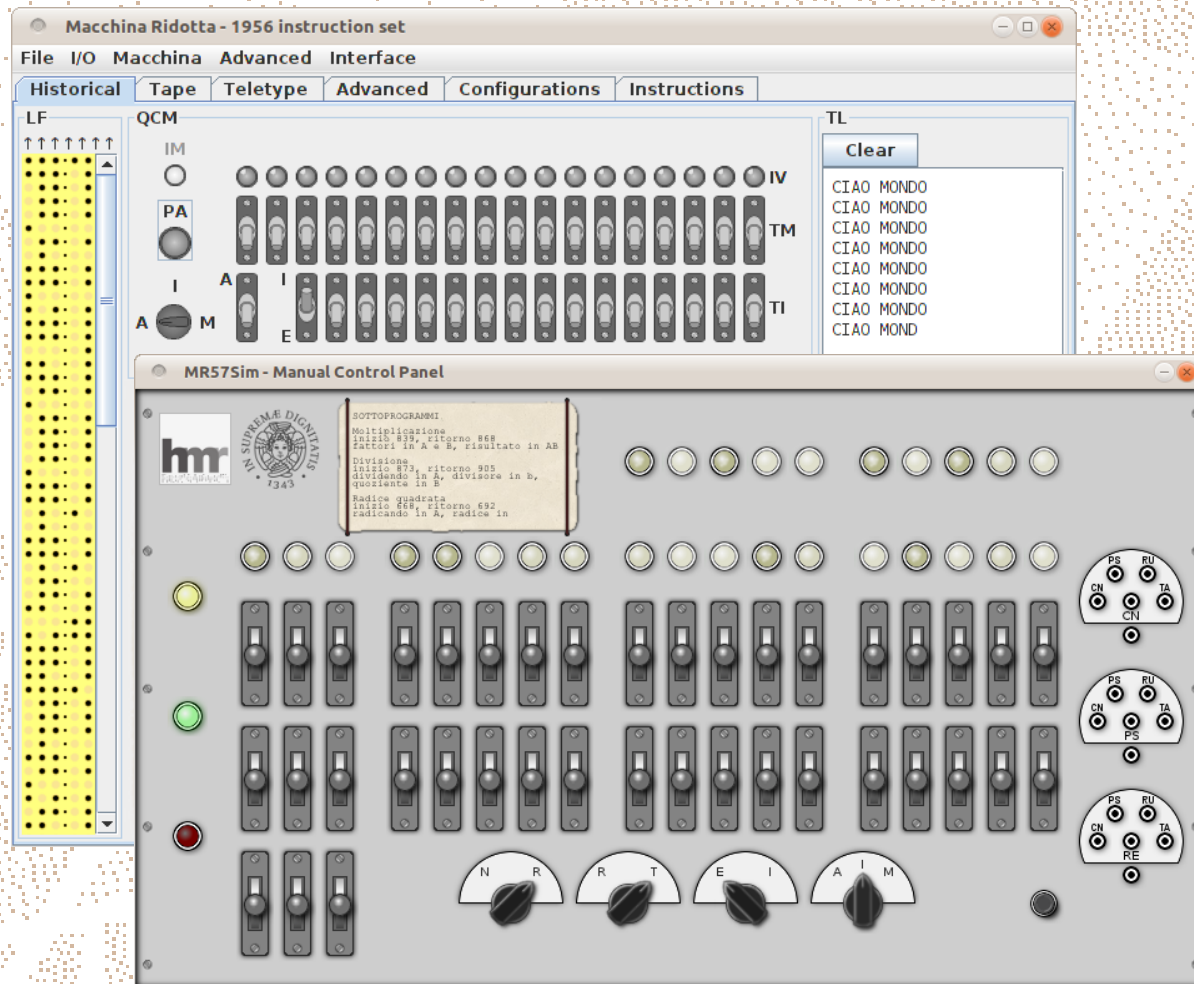 Macchina Ridotta - 1956 instruction set
File I/O Macchina Advanced Interface
Historical Tape Teletype Advanced Configurations Instructions
LF
QCM
TL
IM
Clear
IV
PA
TM
A I
I
A M
E
TI
CIAO MONDO
CIAO MONDO
CIAO MONDO
CIAO MONDO
CIAO MONDO
CIAO MONDO
CIAO MONDO
CIAO MOND
MR57Sim - Manual Control Panel
hmr
IN SUPREMÆ DIGNITATIS
1343
SOTTOPROGRAMMI
Moltiplicazione
inizio 839, ritorno 868
fattori in A e B, risultato in AB
Divisione
inizio 873, ritorno 905
dividendo in A, divisore in b,
quoziente in B
Radice quadrata
inizio 668, ritorno 692
radicando in A, radice in
PS RU
CN TA
CN
PS RU
CN TA
PS
PS RU
CN TA
RE
N R
R T
E I
A I M